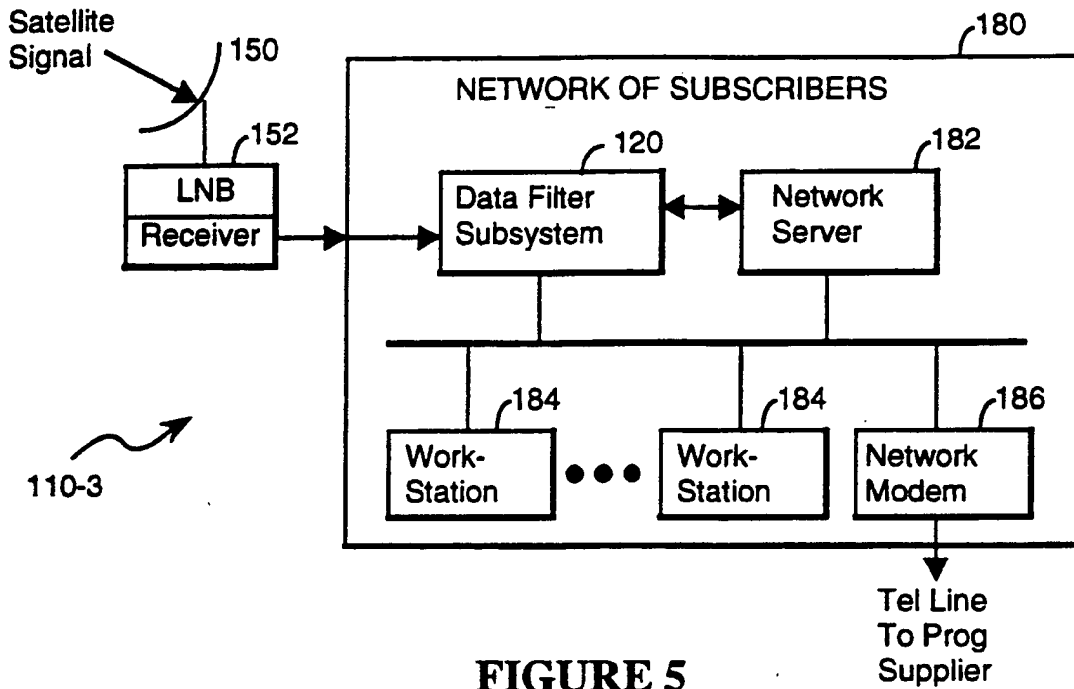 Satellite
Signal
150
180
NETWORK OF SUBSCRIBERS
152
120
182
LNB
Receiver
Data Filter
Subsystem
Network
Server
184
184
186
Work-
Station
Work-
Station
Network
Modem
110-3
Tel Line
To Prog
Supplier
FIGURE 5